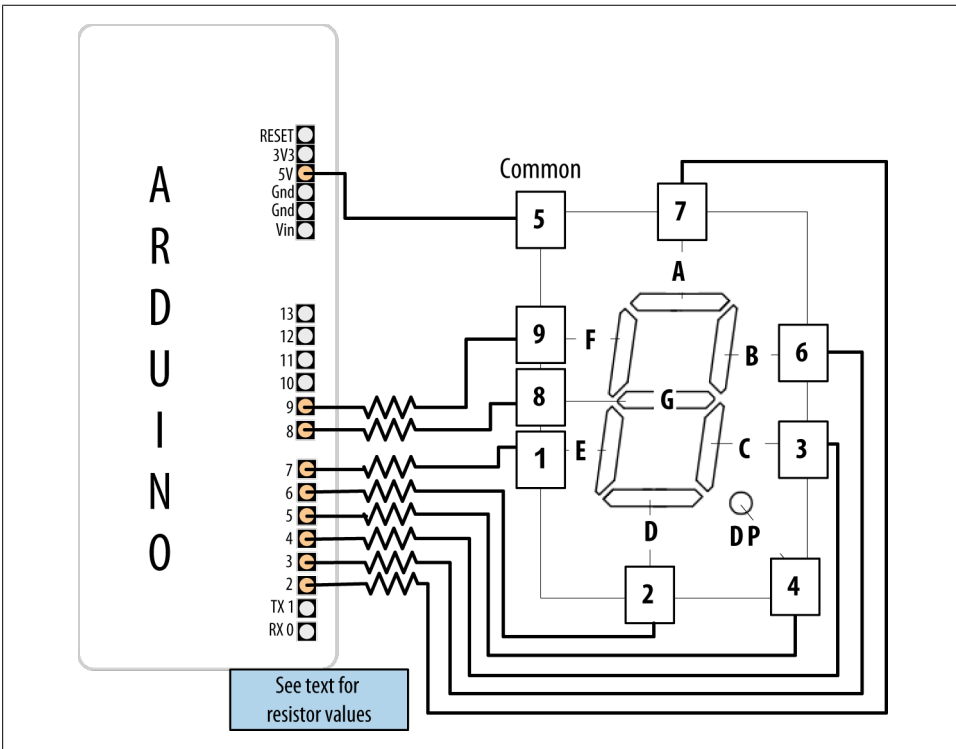 ARDUINO
RESET
3V3
5V
Gnd
Gnd
Vin
13
12
11
10
9
8
7
6
5
4
3
2
TX 1
RX 0
See text for
resistor values
Common
5
7
A
9
F
B
6
8
G
1
E
C
3
D
DP
2
4